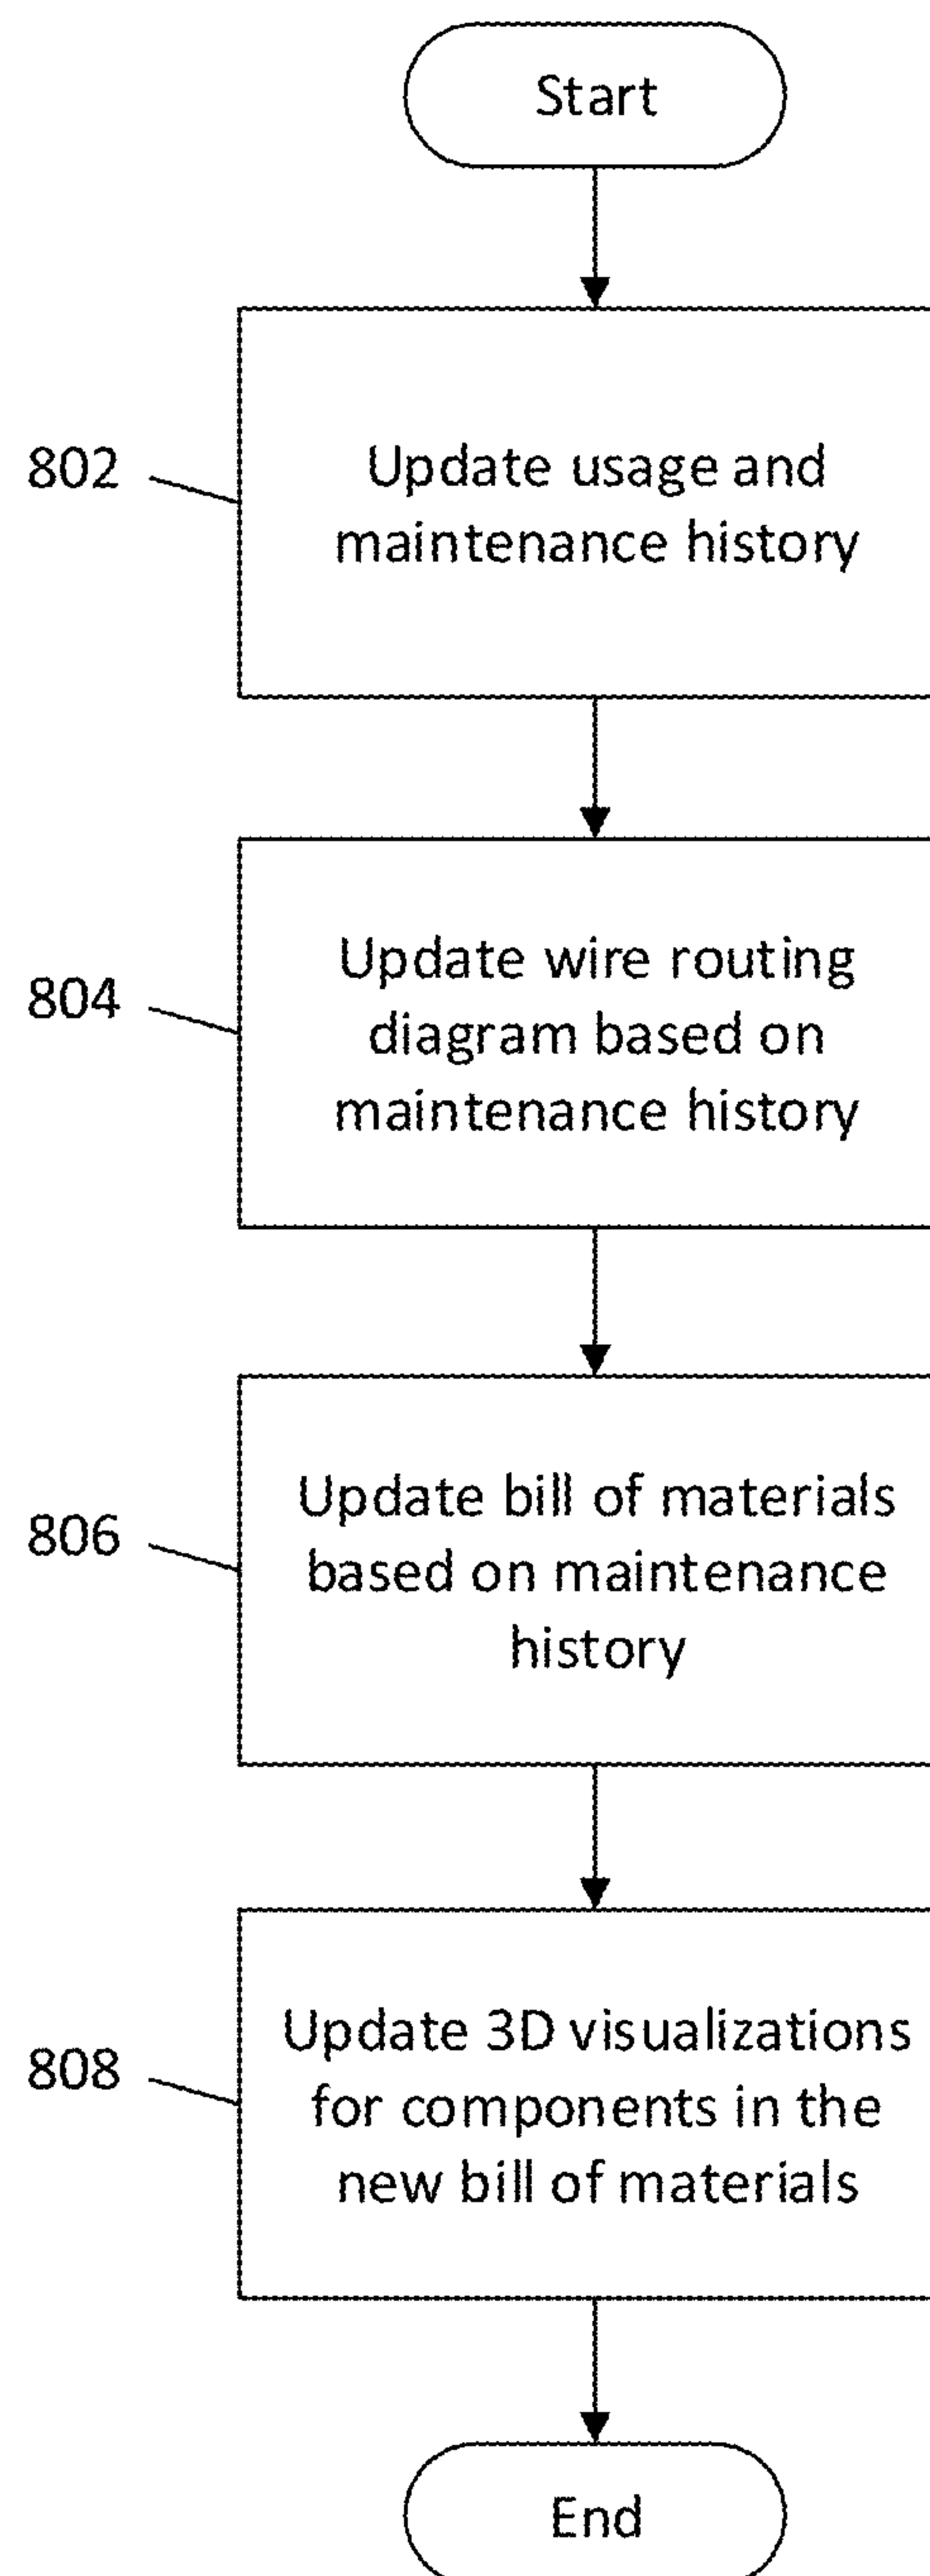 Start
802
Update usage and
maintenance history
804
Update wire routing
diagram based on
maintenance history
806
Update bill of materials
based on maintenance
history
808
Update 3D visualizations
for components in the
new bill of materials
End